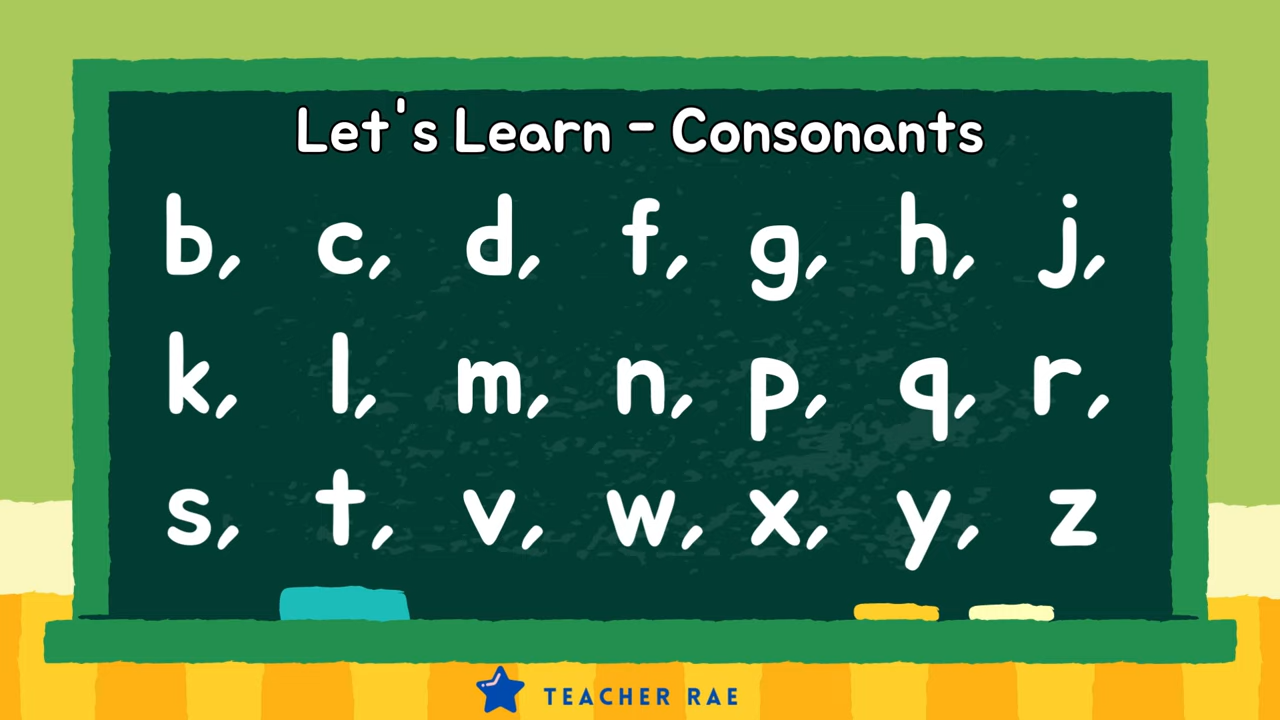 Let's Learn - Consonants
b, c, d, f, g, h, j,
k, l, m, n, p, q, r,
s, t, v, w, x, y, z
TEACHER RAE